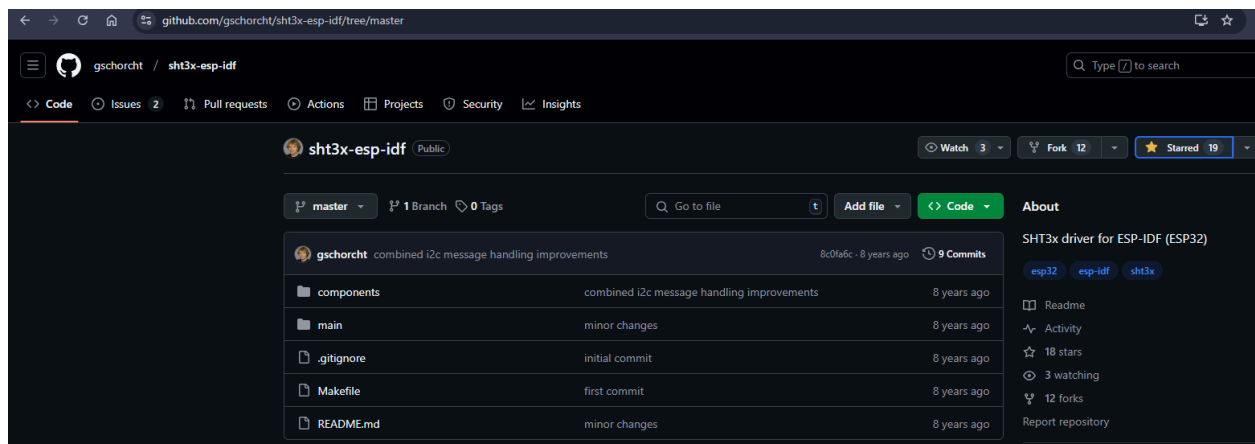 github.com/gschorcht/sht3x-esp-idf/tree/master
gschorcht / sht3x-esp-idf
Type / to search
Code Issues 2 Pull requests Actions Projects Security Insights
sht3x-esp-idf Public
Watch 3 Fork 12 Starred 19
master 1 Branch 0 Tags Go to file t Add file Code
About
SHT3x driver for ESP-IDF (ESP32)
esp32 esp-idf sht3x
gschorcht combined i2c message handling improvements 8c0fa6c · 8 years ago 9 Commits
components combined i2c message handling improvements 8 years ago
main minor changes 8 years ago
.gitignore initial commit 8 years ago
Makefile first commit 8 years ago
README.md minor changes 8 years ago
Readme
Activity
18 stars
3 watching
12 forks
Report repository